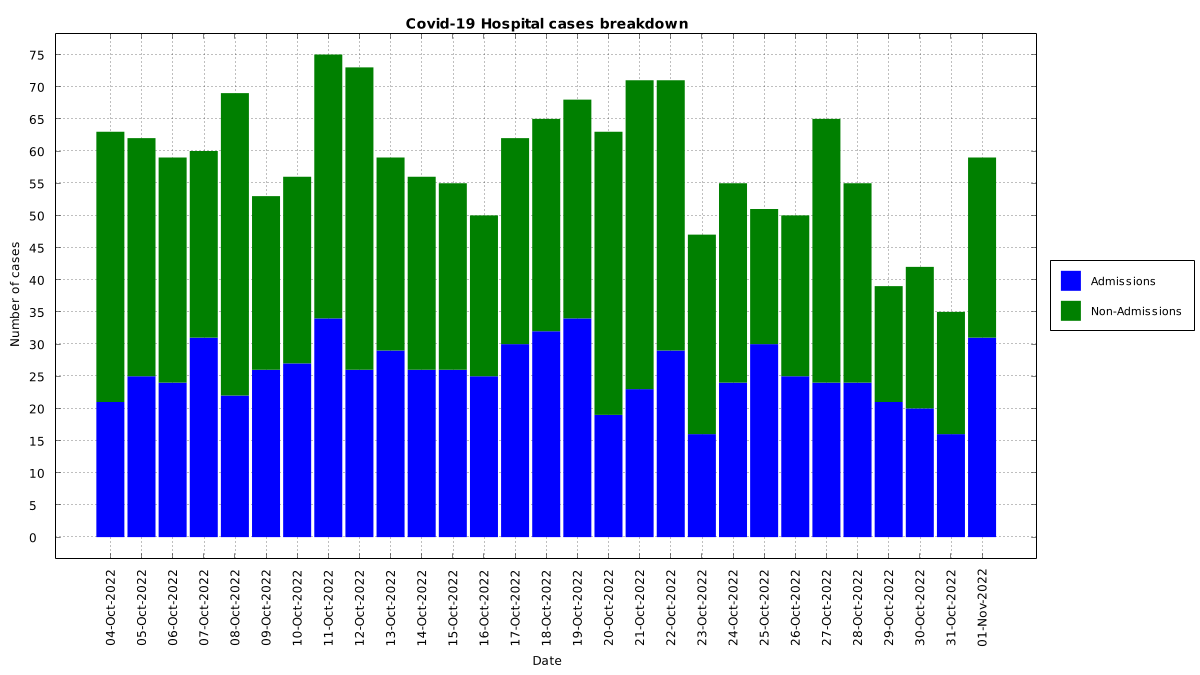 Covid-19 Hospital cases breakdown
75
70
65
60
55
50
45
40
35
30
25
20
15
10
5
0
Number of cases
04-Oct-2022
05-Oct-2022
06-Oct-2022
07-Oct-2022
08-Oct-2022
09-Oct-2022
10-Oct-2022
11-Oct-2022
12-Oct-2022
13-Oct-2022
14-Oct-2022
15-Oct-2022
16-Oct-2022
17-Oct-2022
18-Oct-2022
19-Oct-2022
20-Oct-2022
21-Oct-2022
22-Oct-2022
23-Oct-2022
24-Oct-2022
25-Oct-2022
26-Oct-2022
27-Oct-2022
28-Oct-2022
29-Oct-2022
30-Oct-2022
31-Oct-2022
01-Nov-2022
Date
Admissions
Non-Admissions